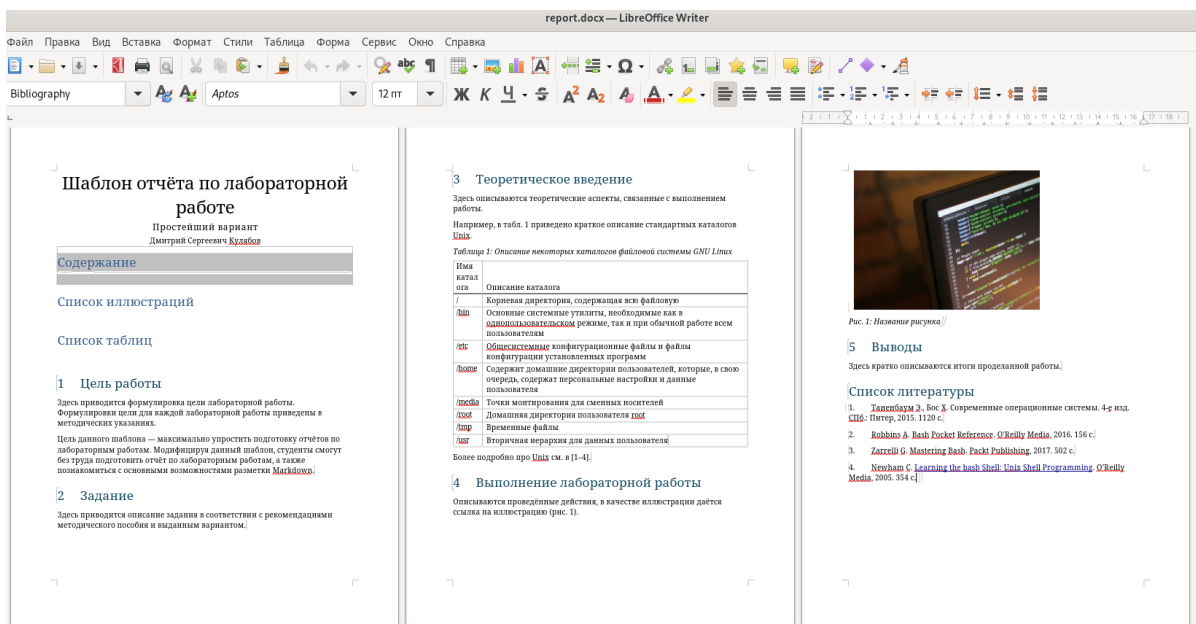 report.docx — LibreOffice Writer
Файл Правка Вид Вставка Формат Стили Таблица Форма Сервис Окно Справка
Bibliography Aptos 12 пт Ж К Ч S A² A₂
Шаблон отчёта по лабораторной
работе
Простейший вариант
Дмитрий Сергеевич Кулябов
Содержание
Список иллюстраций
Список таблиц
1 Цель работы
Здесь приводится формулировка цели лабораторной работы.
Формулировки цели для каждой лабораторной работы приведены в
методических указаниях.
Цель данного шаблона — максимально упростить подготовку отчётов по
лабораторным работам. Модифицируя данный шаблон, студенты смогут
без труда подготовить отчёт по лабораторным работам, а также
познакомиться с основными возможностями разметки Markdown.
2 Задание
Здесь приводится описание задания в соответствии с рекомендациями
методического пособия и выданным вариантом.
3 Теоретическое введение
Здесь описываются теоретические аспекты, связанные с выполнением
работы.
Например, в табл. 1 приведено краткое описание стандартных каталогов
Unix.
Таблица 1: Описание некоторых каталогов файловой системы GNU Linux
Имя
катал
ога Описание каталога
/ Корневая директория, содержащая всю файловую
/bin Основные системные утилиты, необходимые как в
однопользовательском режиме, так и при обычной работе всем
пользователям
/etc Общесистемные конфигурационные файлы и файлы
конфигурации установленных программ
/home Содержит домашние директории пользователей, которые, в свою
очередь, содержат персональные настройки и данные
пользователя
/media Точки монтирования для сменных носителей
/root Домашняя директория пользователя root
/tmp Временные файлы
/usr Вторичная иерархия для данных пользователя
Более подробно про Unix см. в [1–4].
4 Выполнение лабораторной работы
Описываются проведённые действия, в качестве иллюстрации даётся
ссылка на иллюстрацию (рис. 1).
Рис. 1: Название рисунка
5 Выводы
Здесь кратко описываются итоги проделанной работы.
Список литературы
1. Таненбаум Э., Бос Х. Современные операционные системы. 4-е изд.
СПб.: Питер, 2015. 1120 с.
2. Robbins A. Bash Pocket Reference. O'Reilly Media, 2016. 156 с.
3. Zarrelli G. Mastering Bash. Packt Publishing, 2017. 502 с.
4. Newham C. Learning the bash Shell: Unix Shell Programming. O'Reilly
Media, 2005. 354 с.